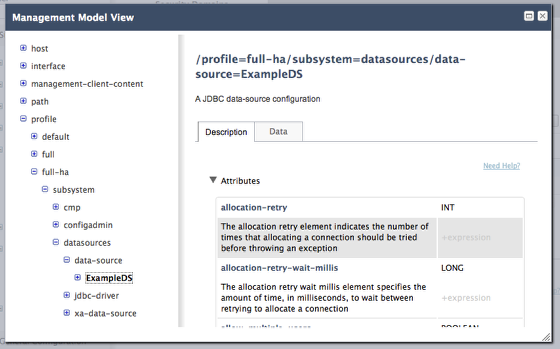 Management Model View
host
interface
management-client-content
path
profile
default
full
full-ha
subsystem
cmp
configadmin
datasources
data-source
ExampleDS
jdbc-driver
xa-data-source
/profile=full-ha/subsystem=datasources/data-
source=ExampleDS
A JDBC data-source configuration
Description
Data
Need Help?
Attributes
allocation-retry INT
The allocation retry element indicates the number of
times that allocating a connection should be tried
before throwing an exception
+expression
allocation-retry-wait-millis LONG
The allocation retry wait millis element specifies the
amount of time, in milliseconds, to wait between
retrying to allocate a connection
+expression